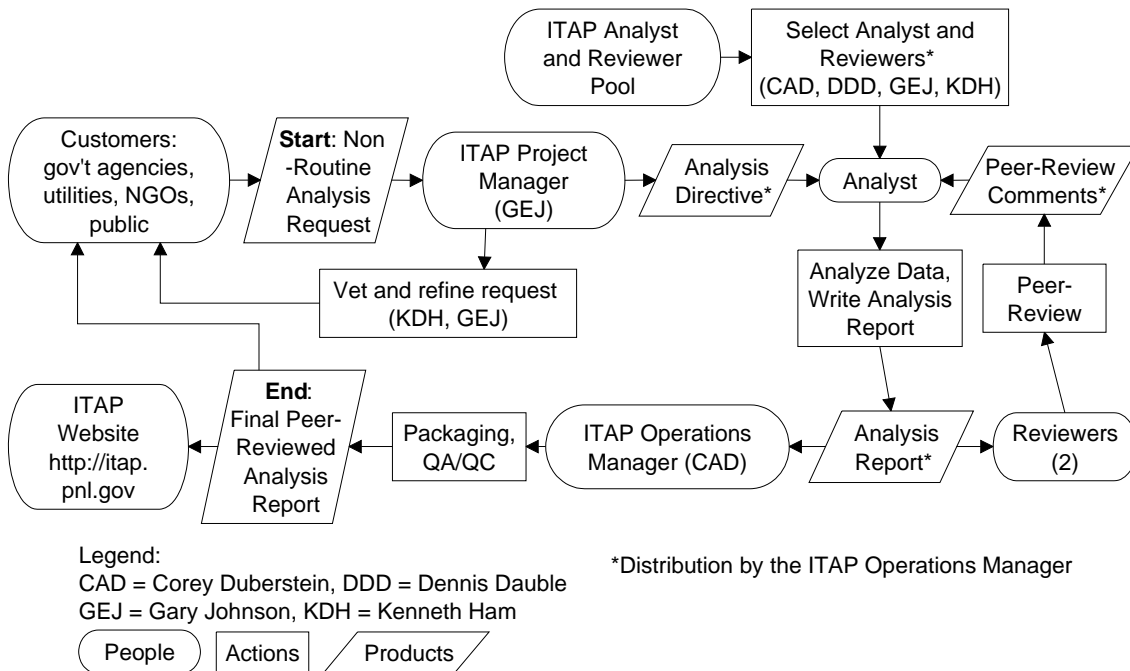 ITAP Analyst
and Reviewer
Pool
Select Analyst and
Reviewers*
(CAD, DDD, GEJ, KDH)
Customers:
gov't agencies,
utilities, NGOs,
public
Start: Non
-Routine
Analysis
Request
ITAP Project
Manager
(GEJ)
Analysis
Directive*
Analyst
Peer-Review
Comments*
Vet and refine request
(KDH, GEJ)
Analyze Data,
Write Analysis
Report
Peer-
Review
ITAP
Website
http://itap.
pnl.gov
End:
Final Peer-
Reviewed
Analysis
Report
Packaging,
QA/QC
ITAP Operations
Manager (CAD)
Analysis
Report*
Reviewers
(2)
Legend:
CAD = Corey Duberstein, DDD = Dennis Dauble
GEJ = Gary Johnson, KDH = Kenneth Ham
*Distribution by the ITAP Operations Manager
People
Actions
Products